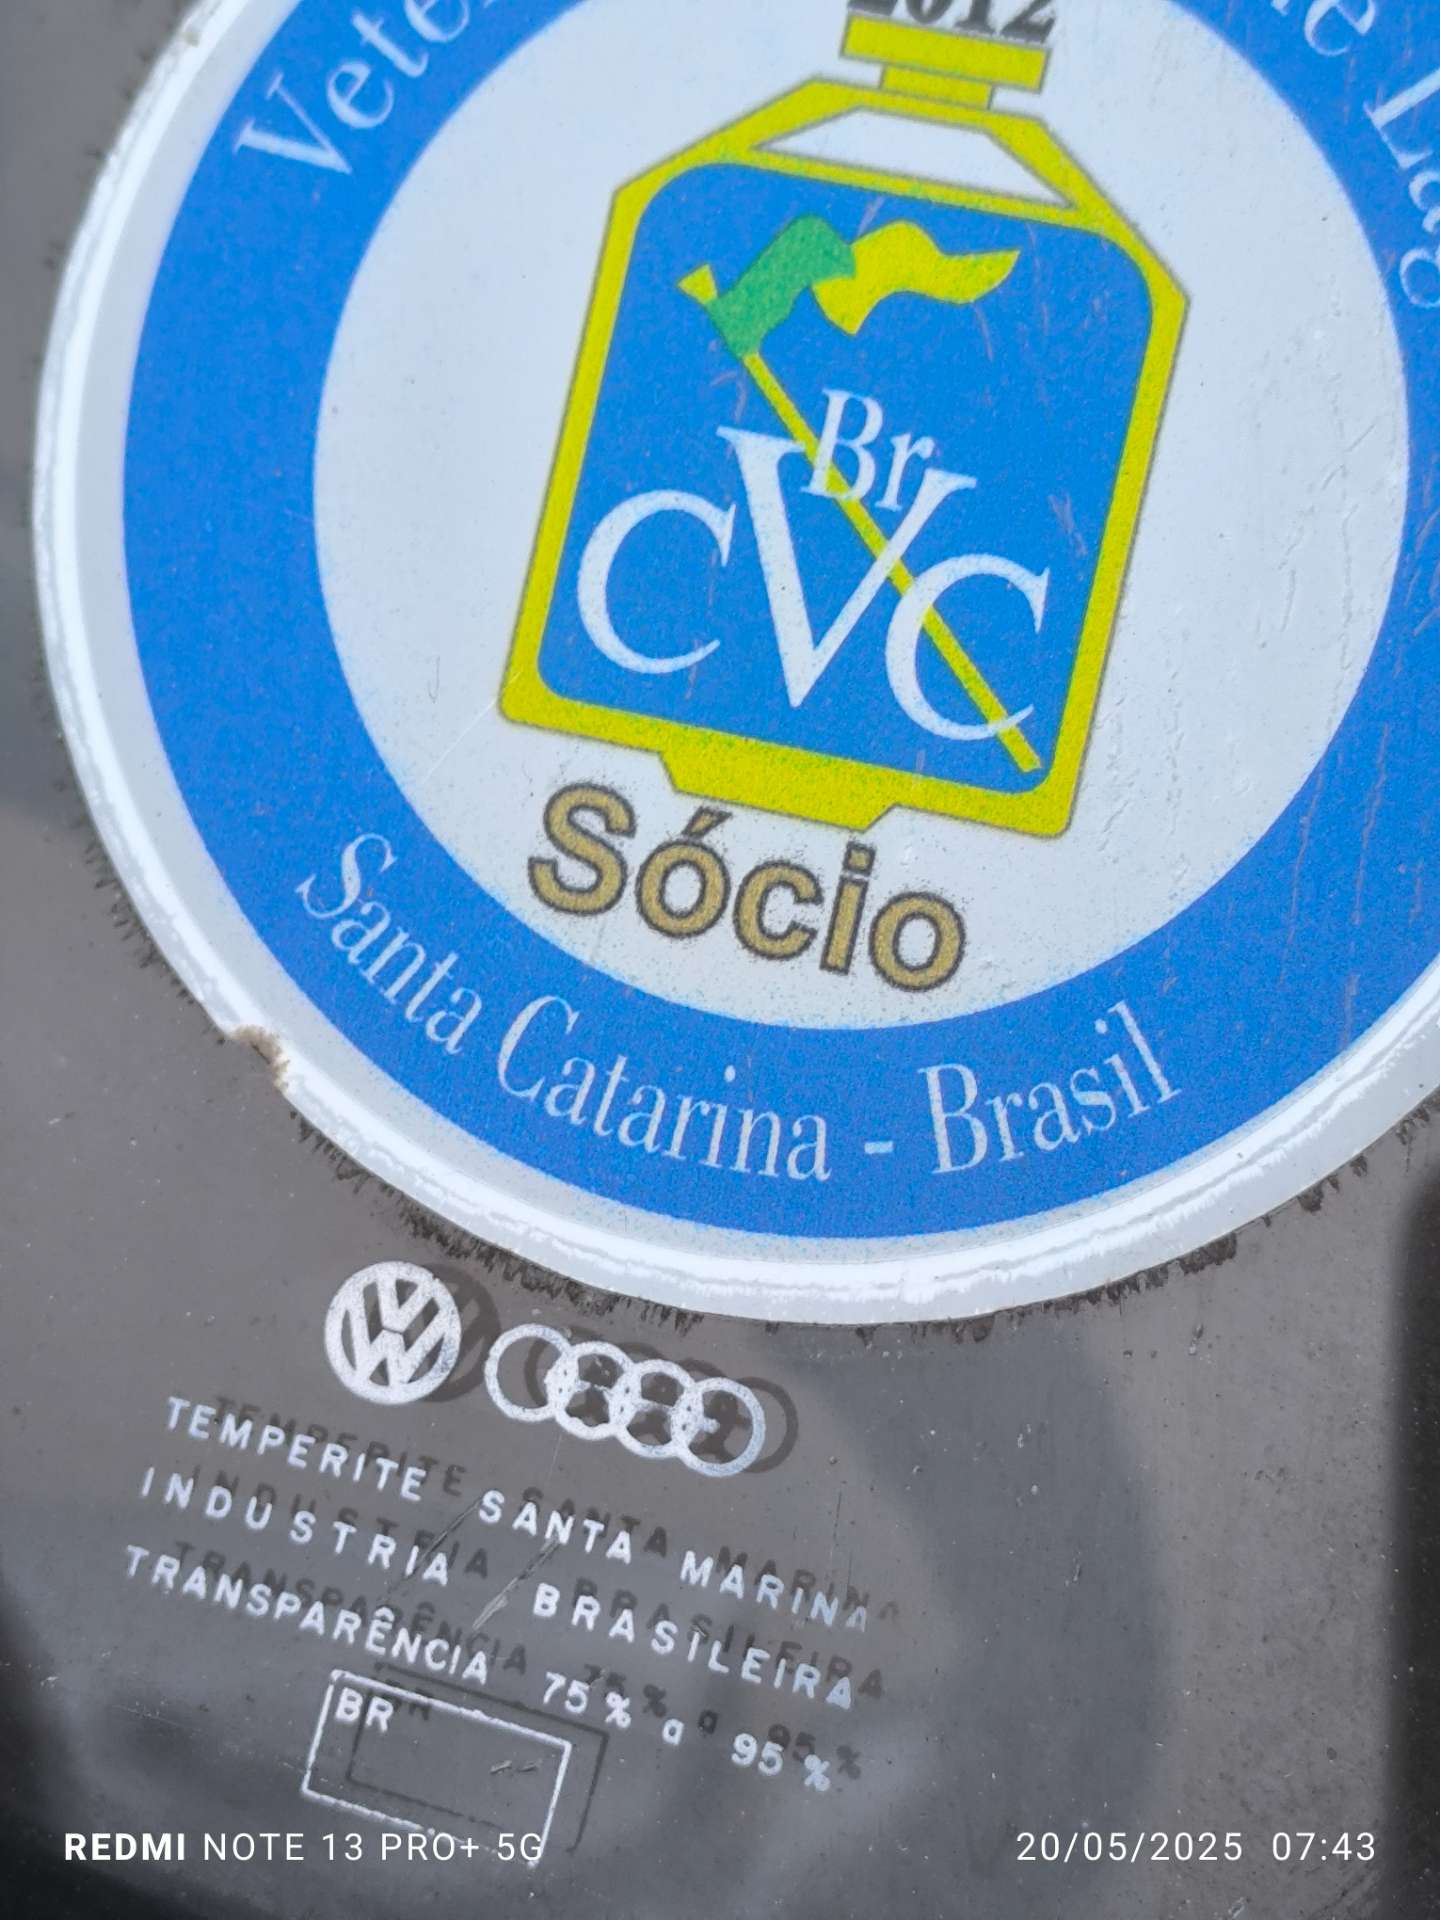 2012
Br
CVC
Sócio
Santa Catarina - Brasil
TEMPERITE SANTA MARINA
INDUSTRIA BRASILEIRA
TRANSPARÊNCIA 75% a 95%
BR
REDMI NOTE 13 PRO+ 5G
20/05/2025 07:43